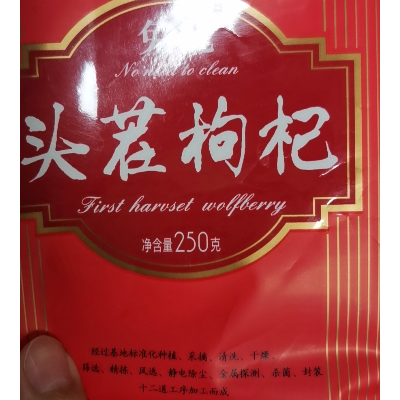 免洗
No need to clean
头茬枸杞
First harvset wolfberry
净含量250克
经过基地标准化种植、采摘、清洗、干燥、
筛选、精拣、风选、静电除尘、金属探测、杀菌、封装
十二道工序加工而成